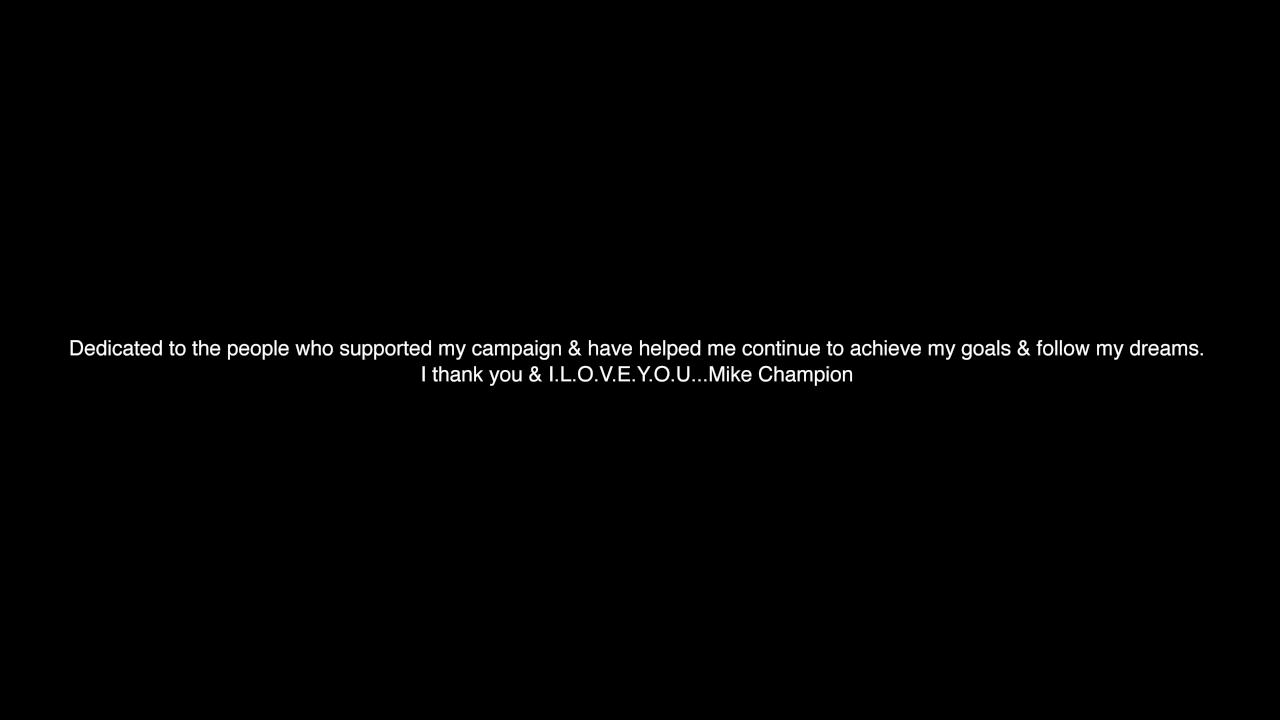 Dedicated to the people who supported my campaign & have helped me continue to achieve my goals & follow my dreams.
I thank you & I.L.O.V.E.Y.O.U...Mike Champion